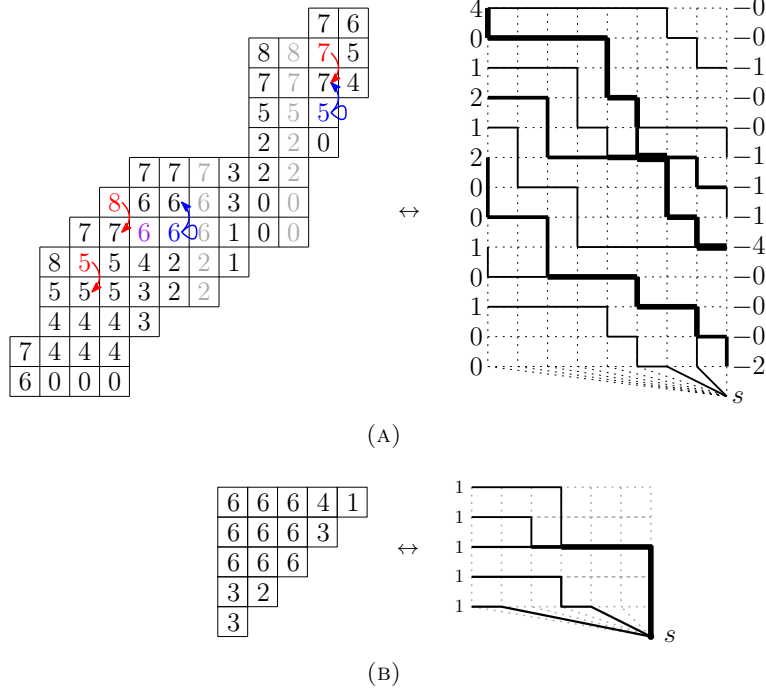 7 6
8 8 7 5
7 7 7 4
5 5 5
2 2 0
7 7 7 3 2 2
8 6 6 6 3 0 0
7 7 6 6 6 1 0 0
8 5 5 4 2 2 1
5 5 5 3 2 2
4 4 4 3
7 4 4 4
6 0 0 0
↔
4 −0
0 −0
1 −1
2 −0
1 −0
2 −1
0 −1
0 −1
1 −4
0 −0
1 −0
0 −0
0 −2
s
(A)
6 6 6 4 1
6 6 6 3
6 6 6
3 2
3
↔
1
1
1
1
1
s
(B)